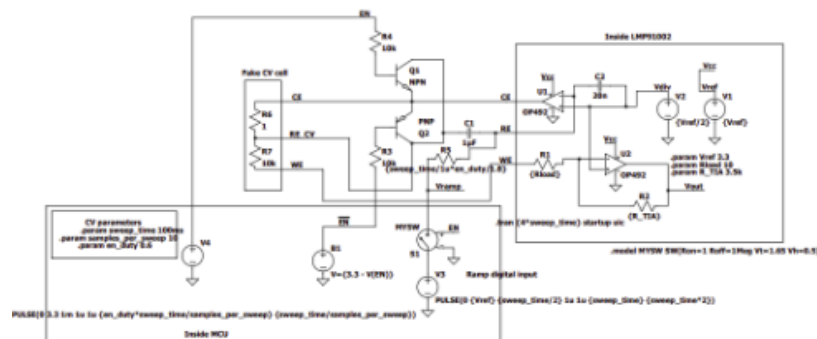 EN
Inside LMP91002
R4
10k
Q1
NPN
Fake CV cell
CE
CE
R6
1
RE_CV
R7
10k
WE
PNP
Q2
R3
10k
C1
1µF
RE
R5
{sweep_time/1u*en_duty/1.8}
WE
Vcc
U1
OP492
C2
20n
Vdiv
V2
{Vref/2}
Vcc
Vref
V1
{Vref}
R1
{Rload}
Vcc
U2
OP492
.param Vref 3.3
.param Rload 10
.param R_TIA 3.5k
Vout
R2
{R_TIA}
Vramp
.tran {4*sweep_time} startup uic
.model MYSW SW(Ron=1 Roff=1Meg Vt=1.65 Vh=0.5)
CV parameters
.param sweep_time 100ms
.param samples_per_sweep 10
.param en_duty 0.6
V4
EN
B1
V={3.3 - V(EN)}
MYSW
EN
S1
Ramp digital input
V3
PULSE(0 {Vref} {sweep_time/2} 1u 1u {sweep_time} {sweep_time*2})
PULSE(0 3.3 1m 1u 1u {en_duty*sweep_time/samples_per_sweep} {sweep_time/samples_per_sweep})
Inside MCU